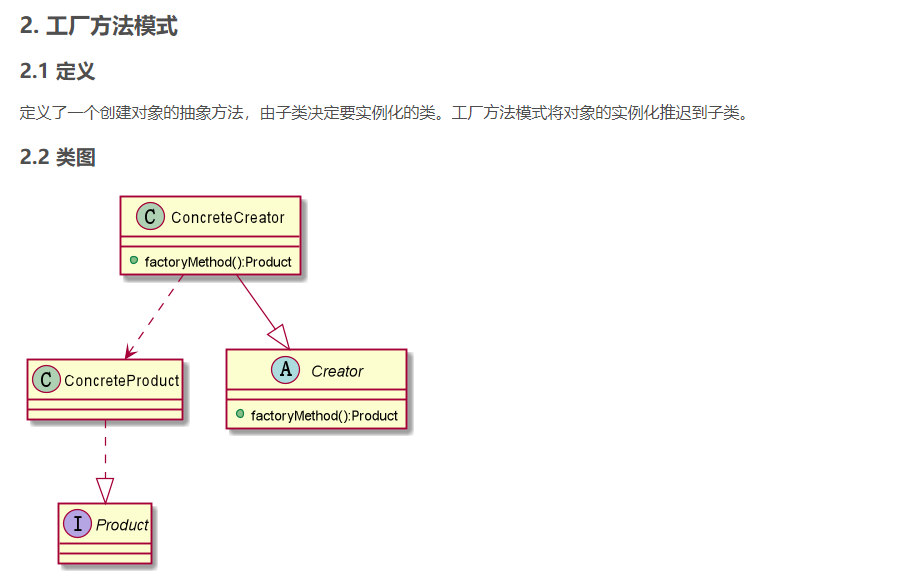 2. 工厂方法模式
2.1 定义
定义了一个创建对象的抽象方法，由子类决定要实例化的类。工厂方法模式将对象的实例化推迟到子类。
2.2 类图
C ConcreteCreator
factoryMethod():Product
C ConcreteProduct
A Creator
factoryMethod():Product
I Product